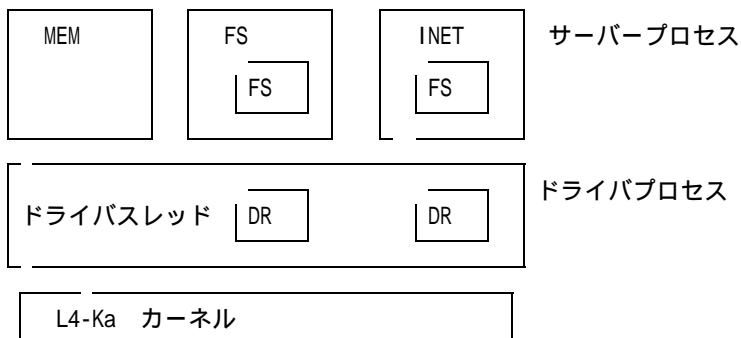 MEM FS INET サーバープロセス
FS FS
ドライバプロセス
ドライバスレッド DR DR
L4-Ka カーネル